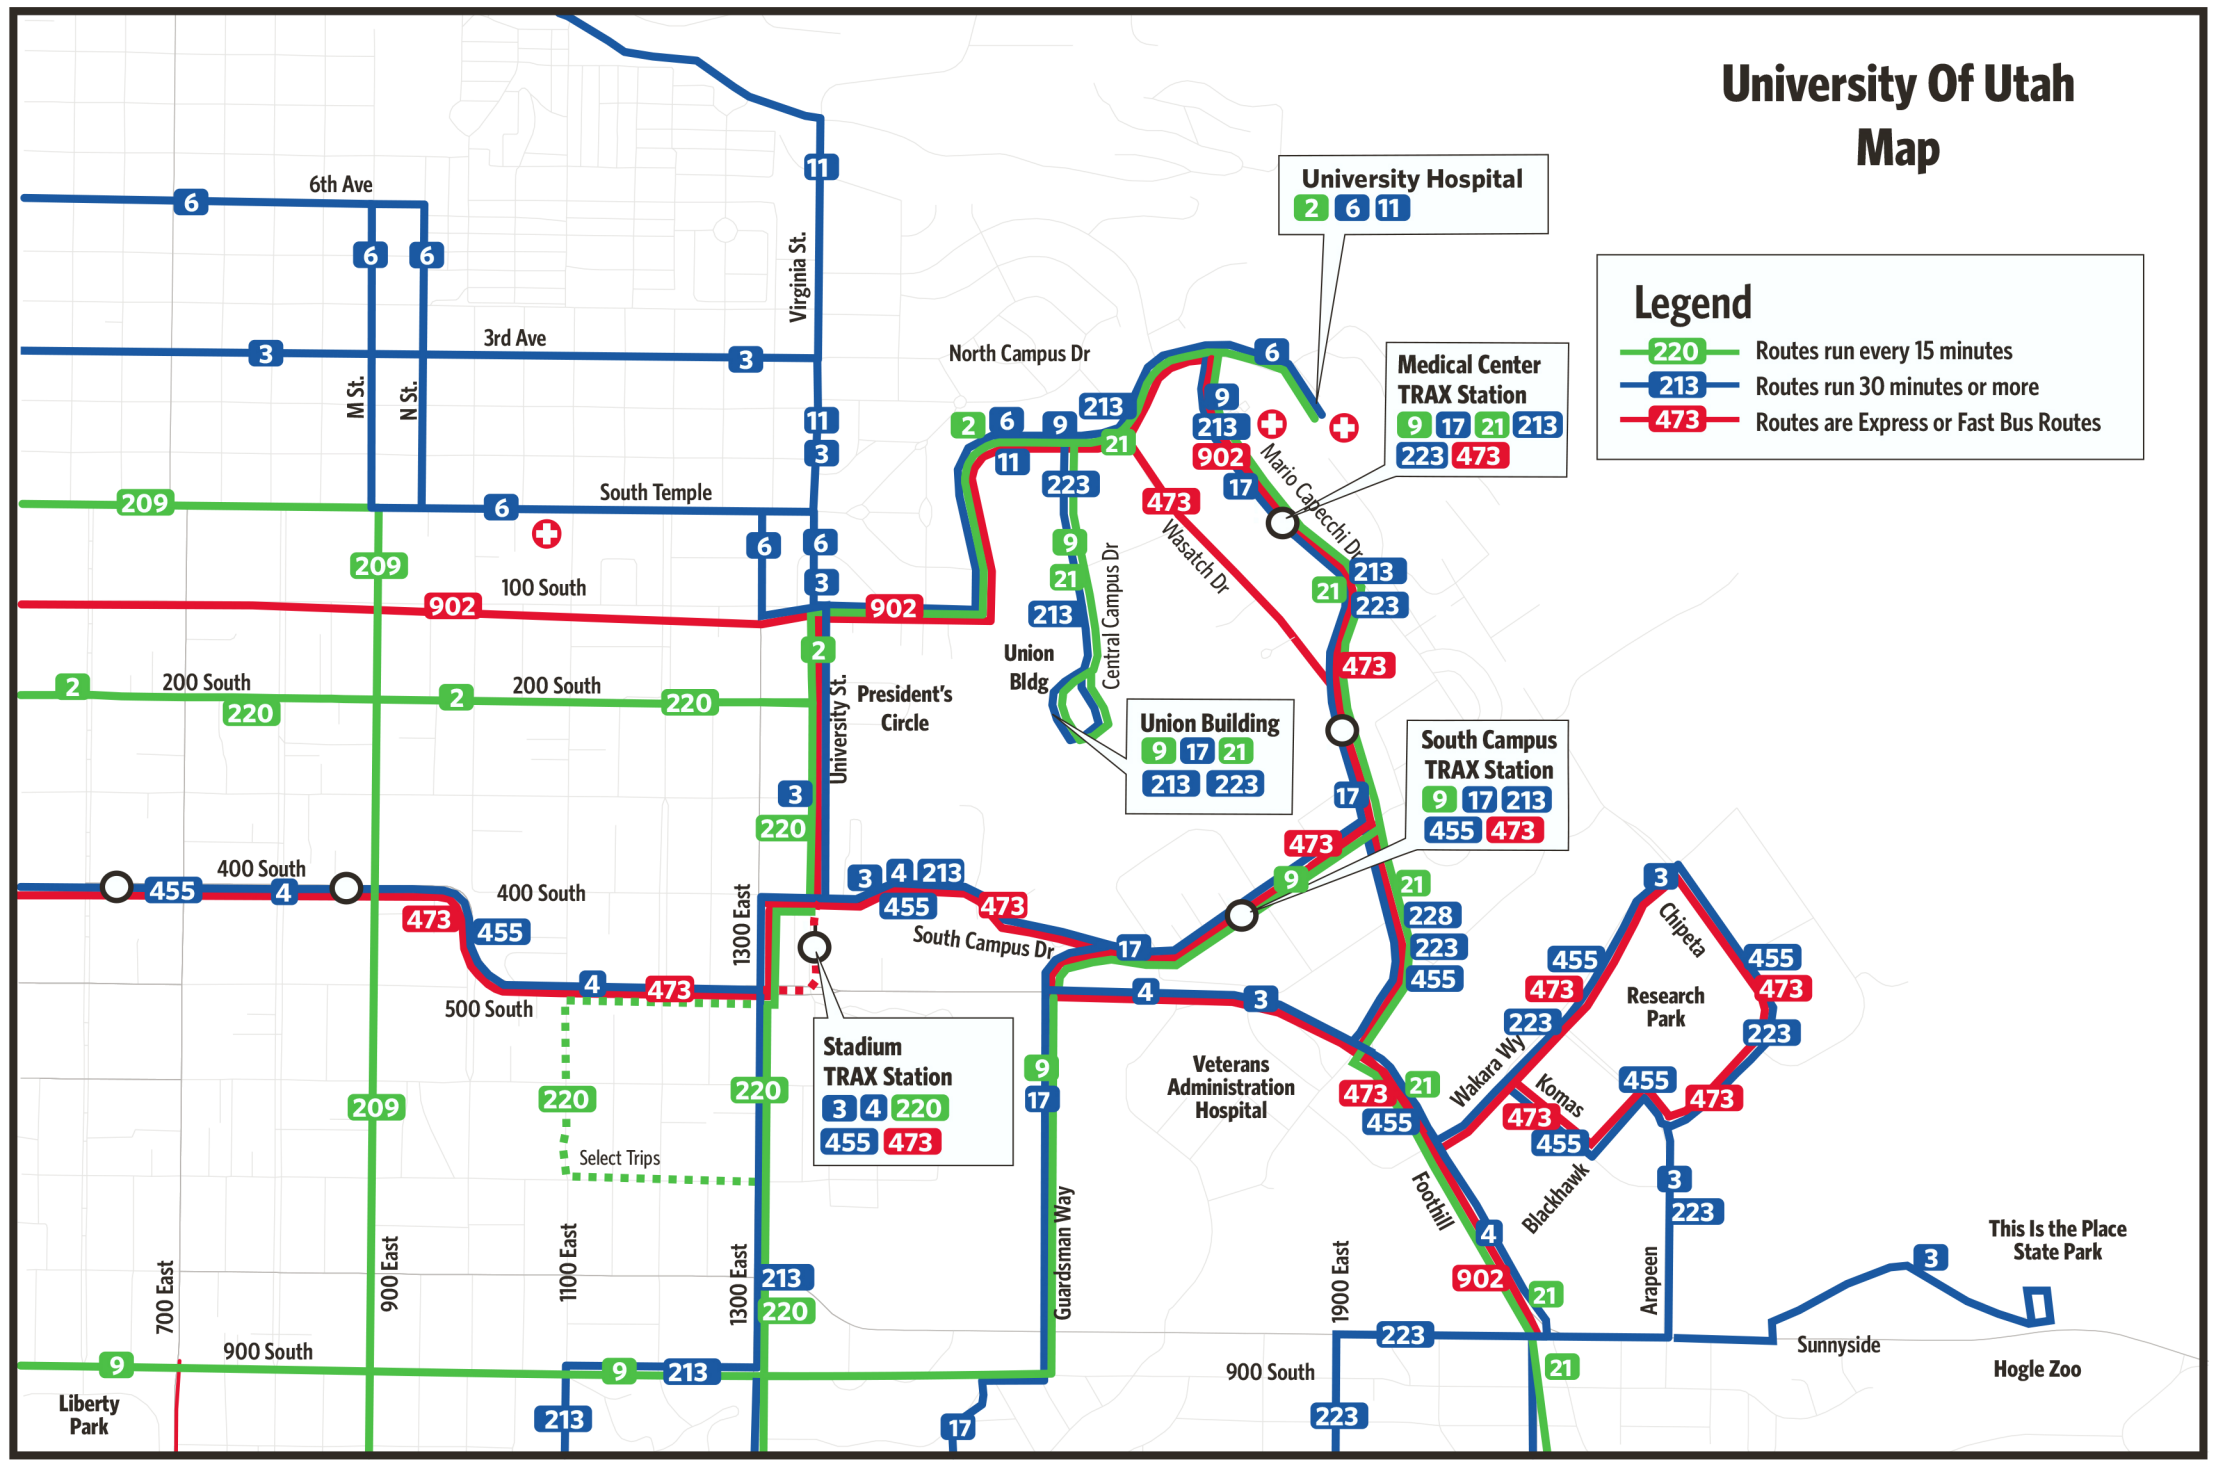 University Of Utah
Map
11
University Hospital
2 6 11
6th Ave
6
6
6
Virginia St.
Legend
220 Routes run every 15 minutes
213 Routes run 30 minutes or more
473 Routes are Express or Fast Bus Routes
3rd Ave
3
3
North Campus Dr
6
Medical Center
TRAX Station
9 17 21 213
223 473
M St.
N St.
11
3
2
6
9
213
21
11
9
213
902
17
Mario Capecchi Dr
223
473
Wasatch Dr
209
South Temple
6
6
6
3
209
9
21
213
Central Campus Dr
213
21
223
100 South
902
902
2
Union
Bldg
473
2
200 South
220
2
200 South
220
University St.
President's
Circle
Union Building
9 17 21
213 223
South Campus
TRAX Station
9 17 213
455 473
3
220
17
473
9
400 South
455
4
400 South
473
455
1300 East
3
4
213
455
473
South Campus Dr
17
21
228
223
455
3
Chipeta
455
473
223
455
473
223
Research
Park
4
473
500 South
4
3
Stadium
TRAX Station
3 4 220
455 473
209
220
220
Select Trips
9
17
Veterans
Administration
Hospital
473
21
455
Wakara Wy
Komas
455
473
473
455
Blackhawk
3
223
Foothill
4
902
21
Arapeen
This Is the Place
State Park
3
700 East
900 East
1100 East
1300 East
213
220
Guardsman Way
1900 East
223
Sunnyside
9
900 South
9
213
900 South
21
Hogle Zoo
Liberty
Park
213
17
223